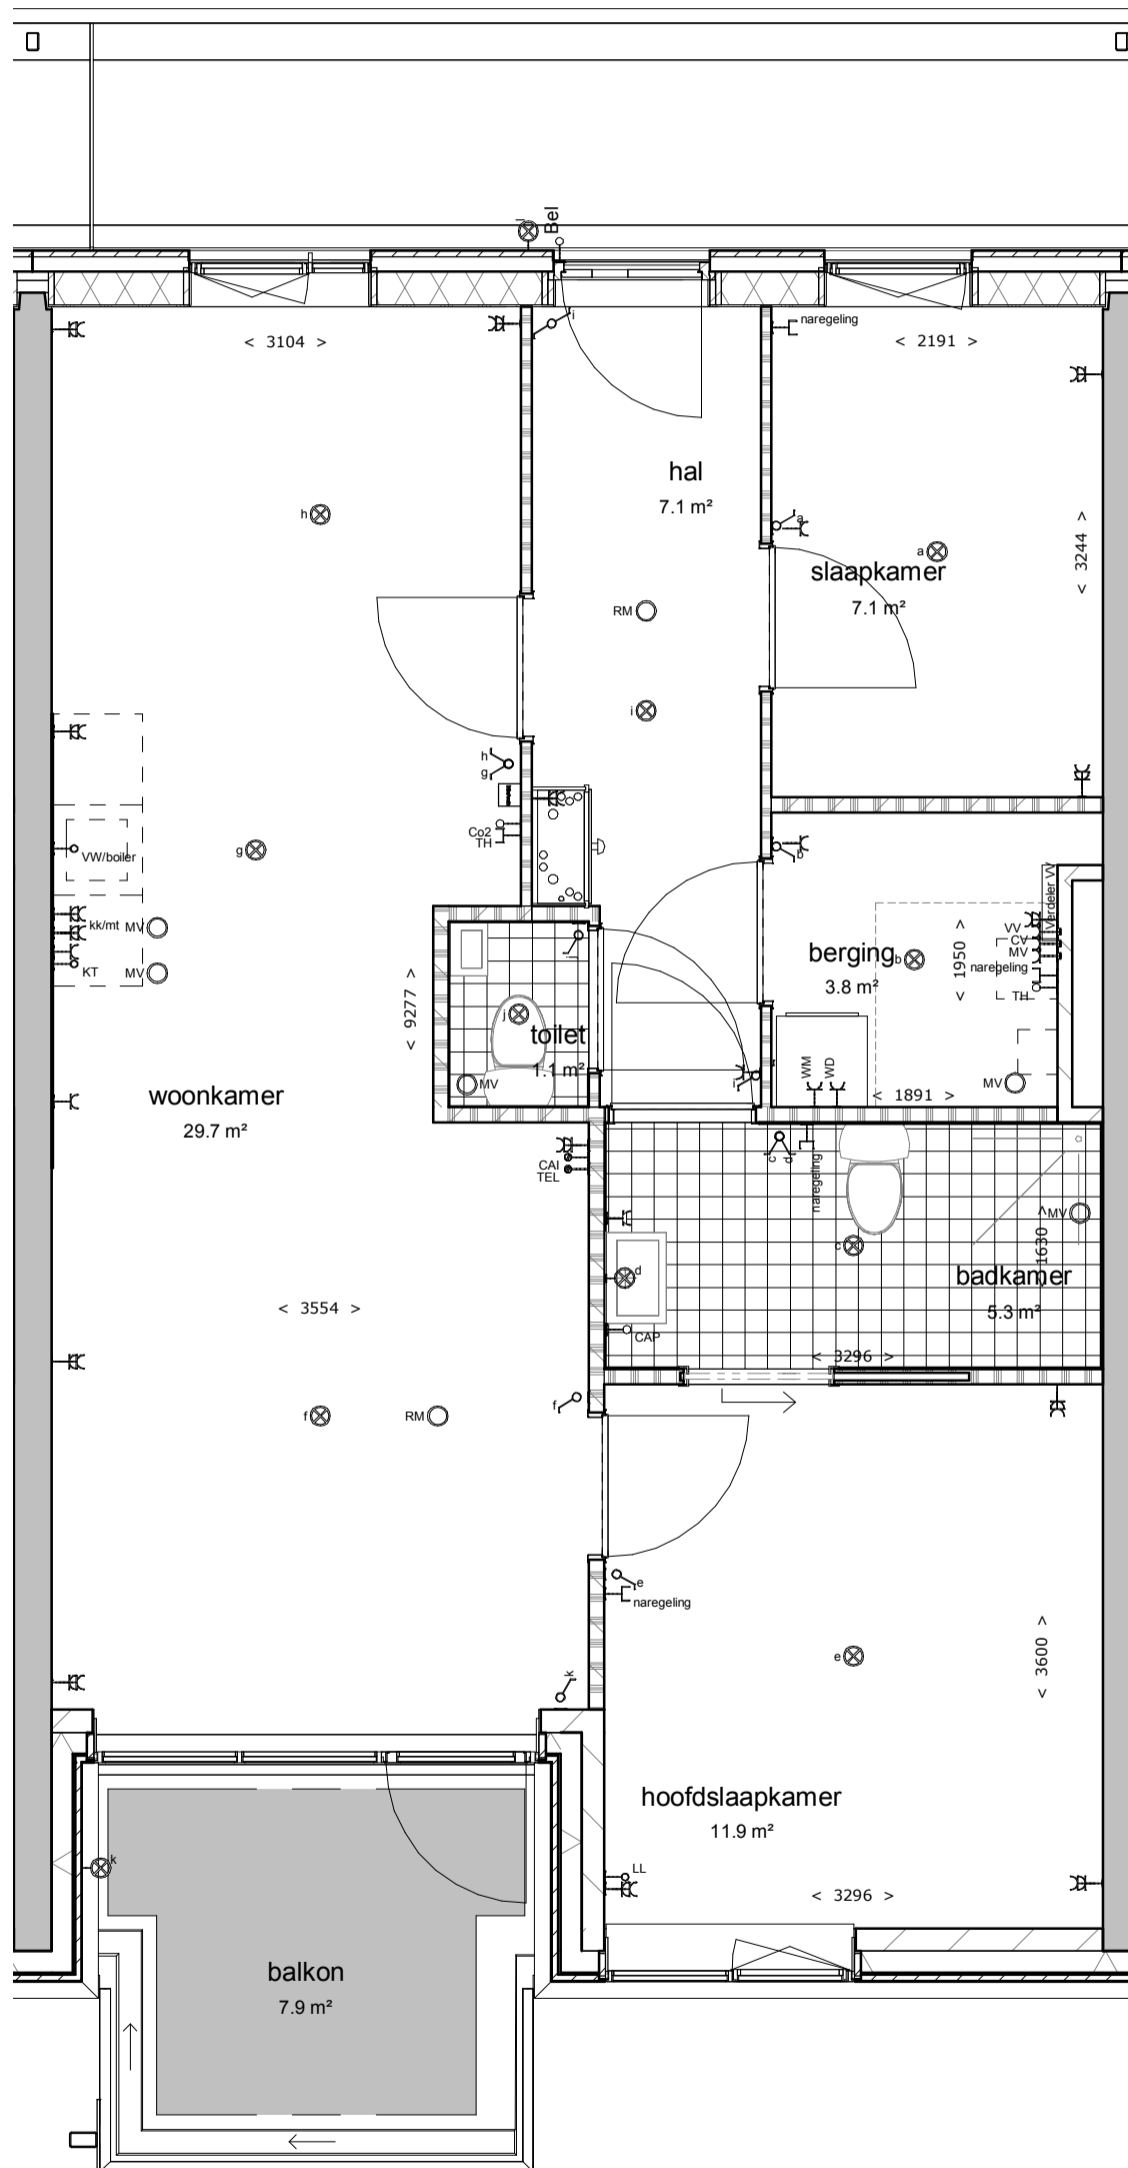 Bel
i
naregeling
< 3104 >
< 2191 >
hal
7.1 m²
h
a
a
slaapkamer
7.1 m²
< 3244 >
RM
i
h
g
Co2
TH
g
VW/boiler
b
kk/mt
MV
KT
MV
< 9277 >
j
j
toilet
1.1 m²
MV
berging
3.8 m²
b
< 1950 >
Verdeler VV
VV
CV
MV
naregeling
TH
WM
WD
MV
< 1891 >
i
woonkamer
29.7 m²
CAI
TEL
c
d
naregeling
c
MV
< 1630 >
d
badkamer
5.3 m²
CAP
< 3296 >
< 3554 >
f
RM
f
e
naregeling
e
< 3600 >
k
hoofdslaapkamer
11.9 m²
k
LL
< 3296 >
balkon
7.9 m²